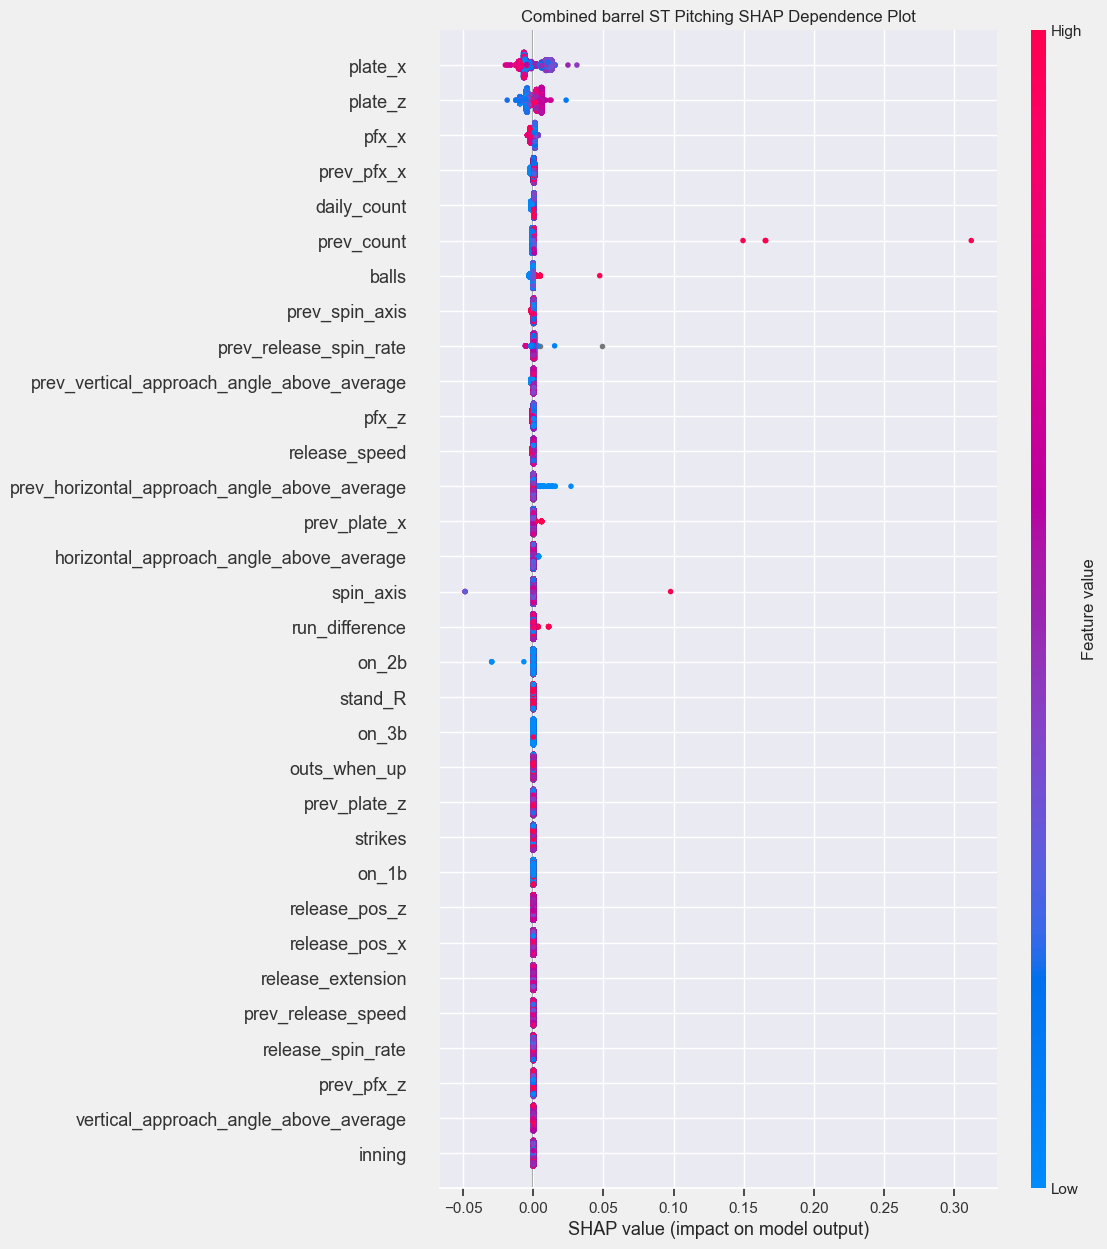 Combined barrel ST Pitching SHAP Dependence Plot
High
plate_x
plate_z
pfx_x
prev_pfx_x
daily_count
prev_count
balls
prev_spin_axis
prev_release_spin_rate
prev_vertical_approach_angle_above_average
pfx_z
release_speed
prev_horizontal_approach_angle_above_average
prev_plate_x
horizontal_approach_angle_above_average
spin_axis
run_difference
on_2b
stand_R
on_3b
outs_when_up
prev_plate_z
strikes
on_1b
release_pos_z
release_pos_x
release_extension
prev_release_speed
release_spin_rate
prev_pfx_z
vertical_approach_angle_above_average
inning
Feature value
Low
−0.05 0.00 0.05 0.10 0.15 0.20 0.25 0.30
SHAP value (impact on model output)